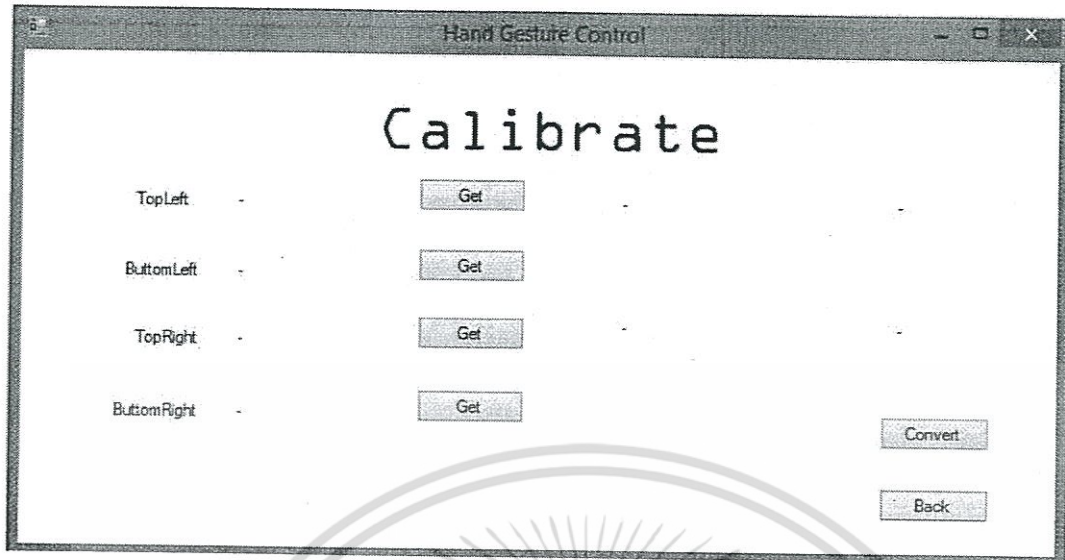 Hand Gesture Control
Calibrate
TopLeft - Get - -
ButtomLeft - Get
TopRight - Get - -
ButtomRight - Get
Convert
Back